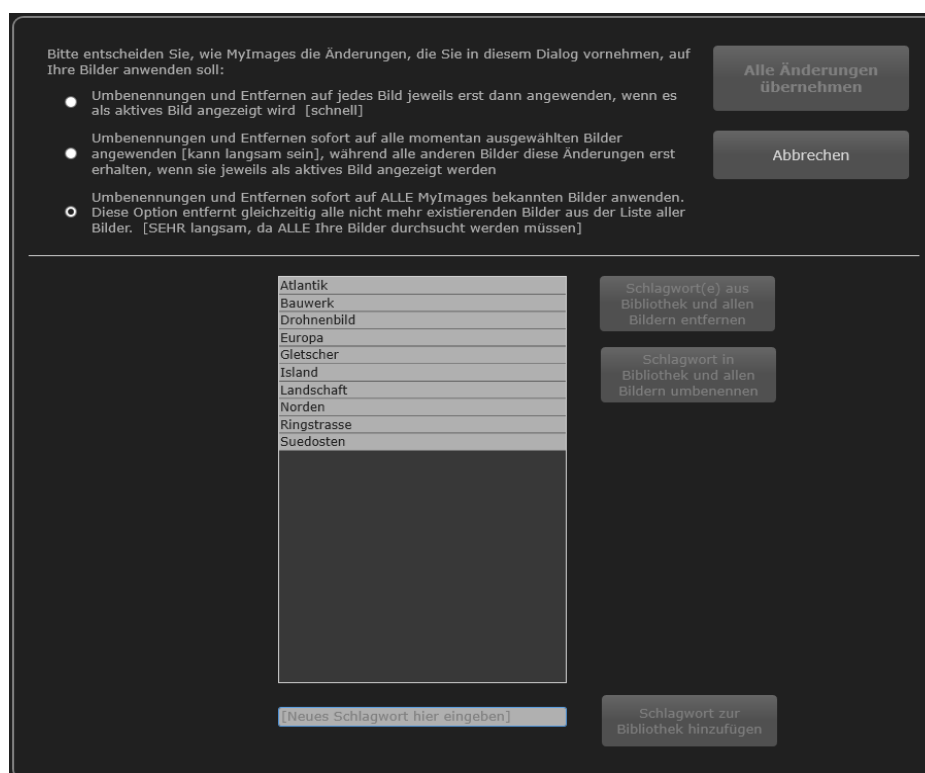 Bitte entscheiden Sie, wie MyImages die Änderungen, die Sie in diesem Dialog vornehmen, auf
Ihre Bilder anwenden soll:
Umbenennungen und Entfernen auf jedes Bild jeweils erst dann angewenden, wenn es
als aktives Bild angezeigt wird [schnell]
Umbenennungen und Entfernen sofort auf alle momentan ausgewählten Bilder
angewenden [kann langsam sein], während alle anderen Bilder diese Änderungen erst
erhalten, wenn sie jeweils als aktives Bild angezeigt werden
Umbenennungen und Entfernen sofort auf ALLE MyImages bekannten Bilder anwenden.
Diese Option entfernt gleichzeitig alle nicht mehr existierenden Bilder aus der Liste aller
Bilder. [SEHR langsam, da ALLE Ihre Bilder durchsucht werden müssen]
Alle Änderungen
übernehmen
Abbrechen
Atlantik
Bauwerk
Drohnenbild
Europa
Gletscher
Island
Landschaft
Norden
Ringstrasse
Suedosten
Schlagwort(e) aus
Bibliothek und allen
Bildern entfernen
Schlagwort in
Bibliothek und allen
Bildern umbenennen
[Neues Schlagwort hier eingeben]
Schlagwort zur
Bibliothek hinzufügen